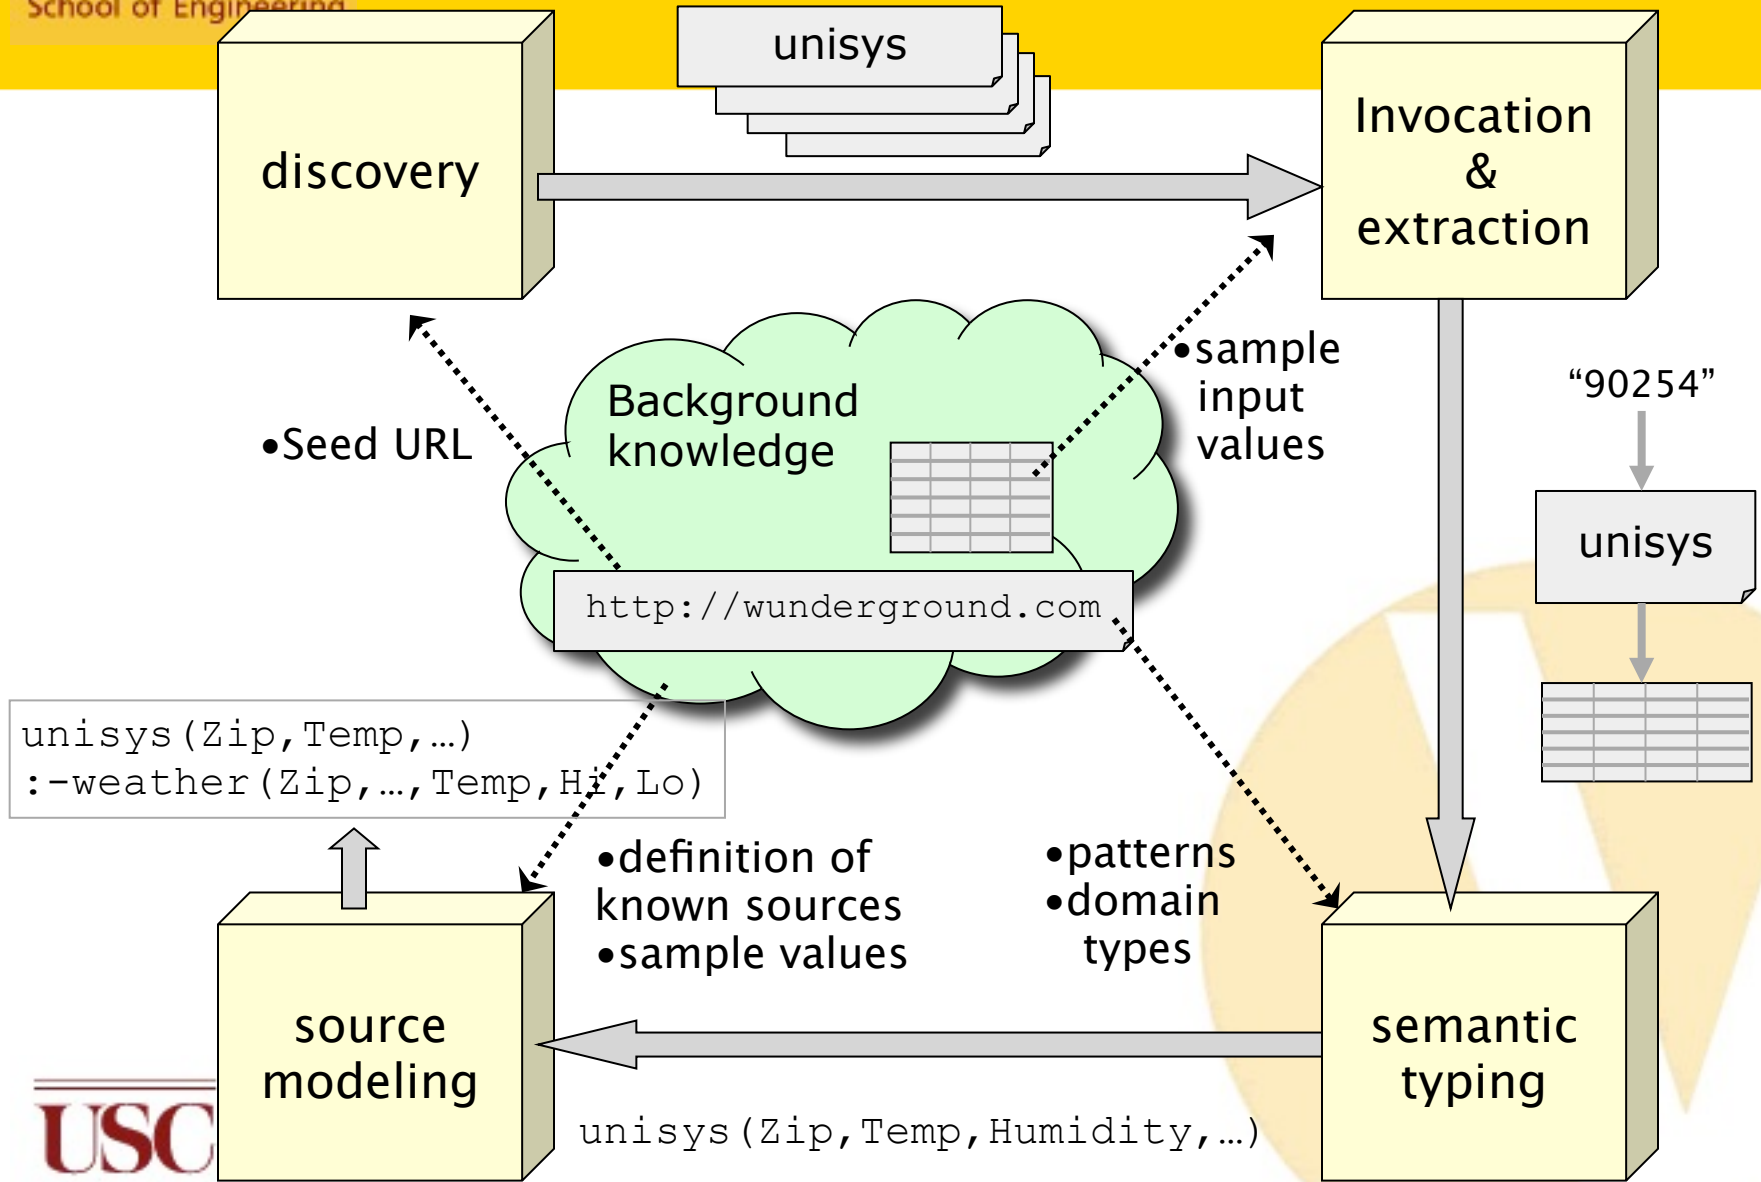 School of Engineering
unisys
discovery
Invocation
&
extraction
•sample
input
values
“90254”
Background
knowledge
•Seed URL
unisys
http://wunderground.com
unisys(Zip,Temp,…)
:-weather(Zip,…,Temp,Hi,Lo)
•definition of
known sources
•sample values
•patterns
•domain
types
source
modeling
semantic
typing
USC
unisys(Zip,Temp,Humidity,…)